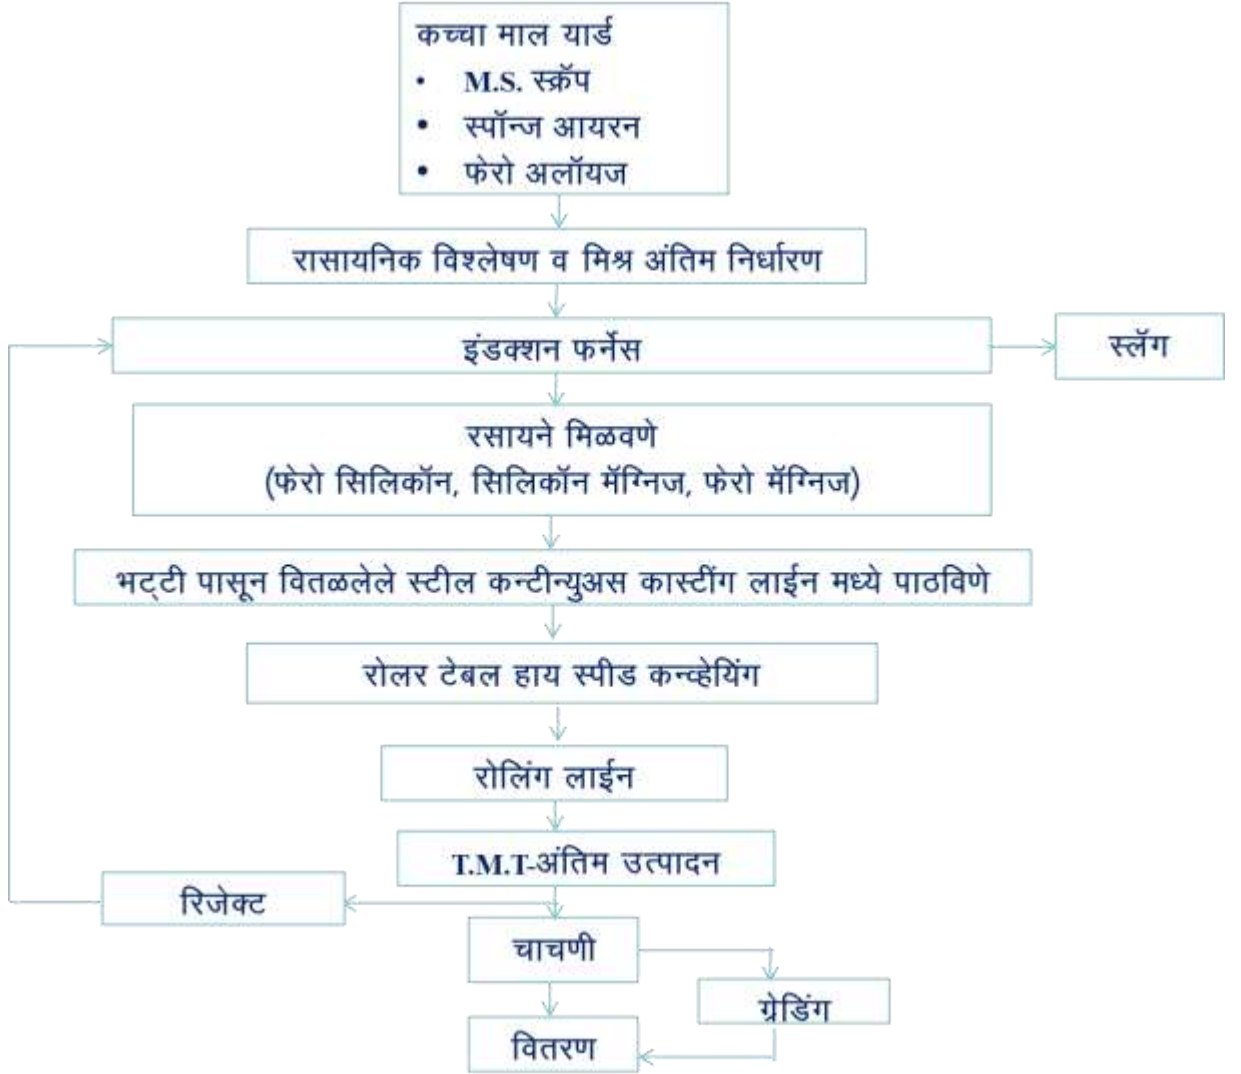 कच्चा माल यार्ड
• M.S. स्क्रॅप
• स्पॉन्ज आयरन
• फेरो अलॉयज
रासायनिक विश्लेषण व मिश्र अंतिम निर्धारण
इंडक्शन फर्नेस
स्लॅग
रसायने मिळवणे
(फेरो सिलिकॉन, सिलिकॉन मॅग्निज, फेरो मॅग्निज)
भट्टी पासून वितळलेले स्टील कन्टीन्युअस कास्टींग लाईन मध्ये पाठविणे
रोलर टेबल हाय स्पीड कन्व्हेयिंग
रोलिंग लाईन
T.M.T-अंतिम उत्पादन
रिजेक्ट
चाचणी
ग्रेडिंग
वितरण